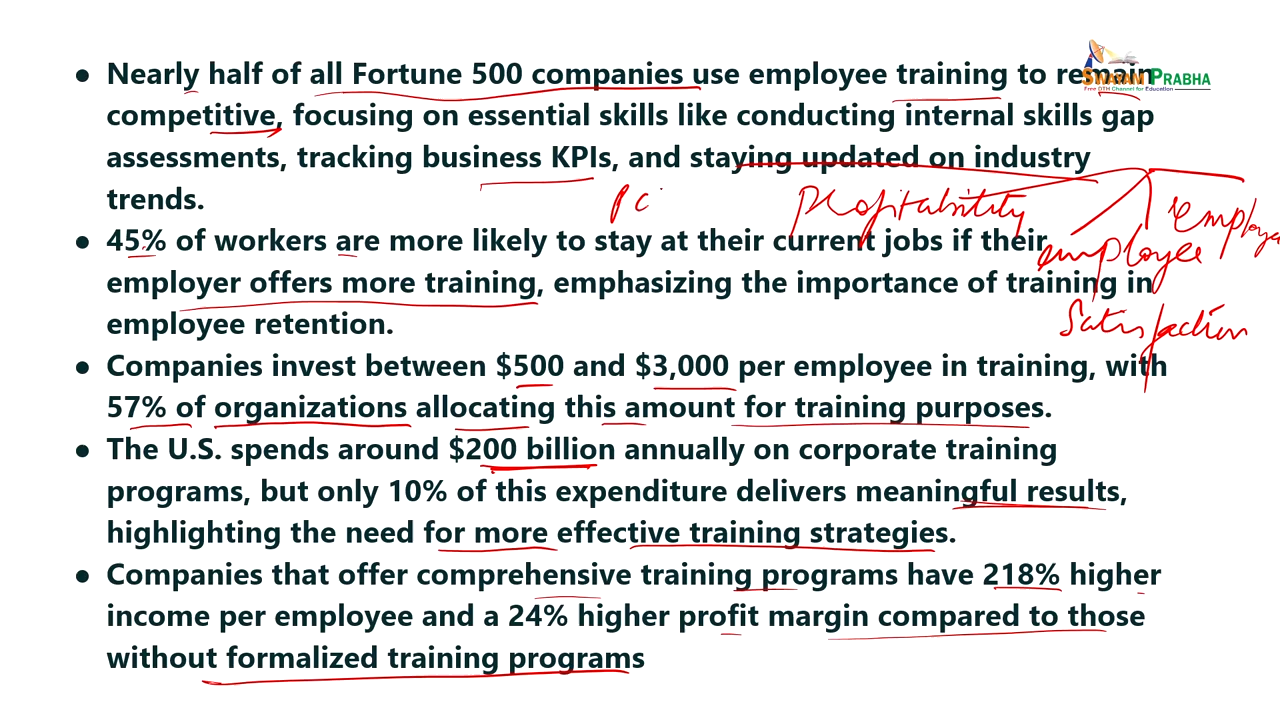 SWAYAM PRABHA
Free DTH Channel for Education
● Nearly half of all Fortune 500 companies use employee training to remain
competitive, focusing on essential skills like conducting internal skills gap
assessments, tracking business KPIs, and staying updated on industry
trends.
Profitability
employee
● 45% of workers are more likely to stay at their current jobs if their
employee
employer offers more training, emphasizing the importance of training in
Satisfaction
employee retention.
● Companies invest between $500 and $3,000 per employee in training, with
57% of organizations allocating this amount for training purposes.
● The U.S. spends around $200 billion annually on corporate training
programs, but only 10% of this expenditure delivers meaningful results,
highlighting the need for more effective training strategies.
● Companies that offer comprehensive training programs have 218% higher
income per employee and a 24% higher profit margin compared to those
without formalized training programs